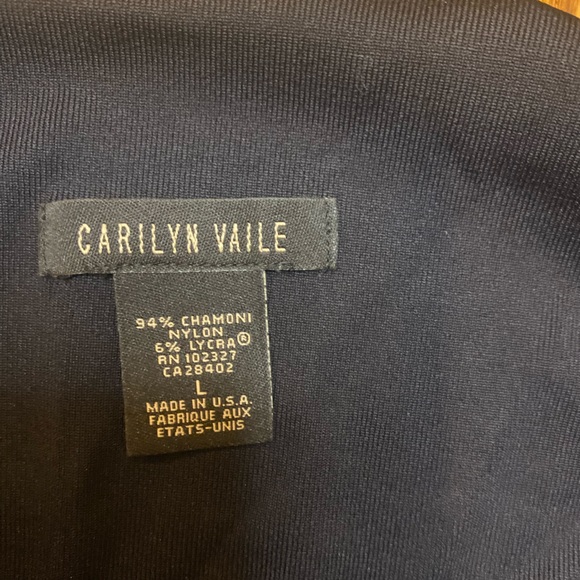 CARILYN VAILE
94% CHAMONI
NYLON
6% LYCRA®
RN 102327
CA28402
L
MADE IN U.S.A.
FABRIQUE AUX
ETATS-UNIS